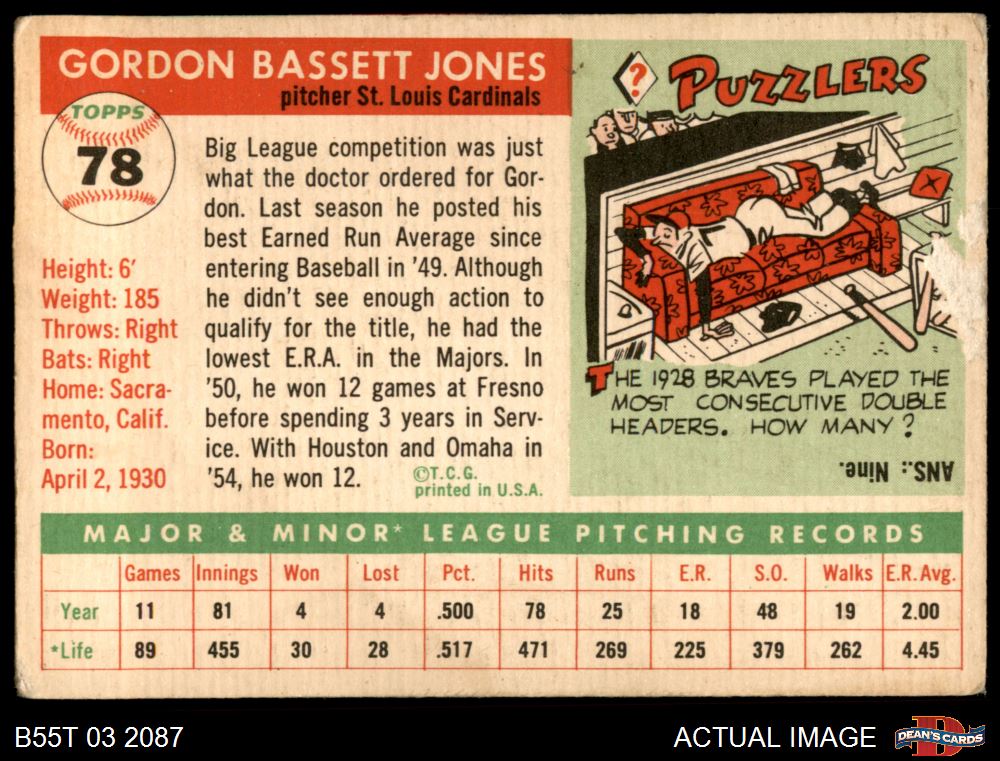 GORDON BASSETT JONES
pitcher St. Louis Cardinals
TOPPS
78
Height: 6'
Weight: 185
Throws: Right
Bats: Right
Home: Sacra-
mento, Calif.
Born:
April 2, 1930
Big League competition was just
what the doctor ordered for Gor-
don. Last season he posted his
best Earned Run Average since
entering Baseball in '49. Although
he didn't see enough action to
qualify for the title, he had the
lowest E.R.A. in the Majors. In
'50, he won 12 games at Fresno
before spending 3 years in Serv-
ice. With Houston and Omaha in
'54, he won 12.
©T.C.G.
printed in U.S.A.
?
PUZZLERS
THE 1928 BRAVES PLAYED THE
MOST CONSECUTIVE DOUBLE
HEADERS. HOW MANY?
ANS.: Nine.
MAJOR & MINOR* LEAGUE PITCHING RECORDS
Games Innings Won Lost Pct. Hits Runs E.R. S.O. Walks E.R.Avg.
Year 11 81 4 4 .500 78 25 18 48 19 2.00
*Life 89 455 30 28 .517 471 269 225 379 262 4.45
B55T 03 2087
ACTUAL IMAGE
D
DEAN'S CARDS